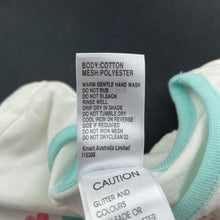 BODY:COTTON
MESH:POLYESTER
WARM GENTLE HAND WASH
DO NOT RUB
DO NOT BLEACH
RINSE WELL
DRIP DRY IN SHADE
DO NOT TUMBLE DRY
COOL IRON ON REVERSE
SIDE IF REQUIRED
DO NOT IRON MESH
DO NOT DRYCLEAN
Kmart Australia Limited
115308
CAUTION
GLITTER AND
COLOURS